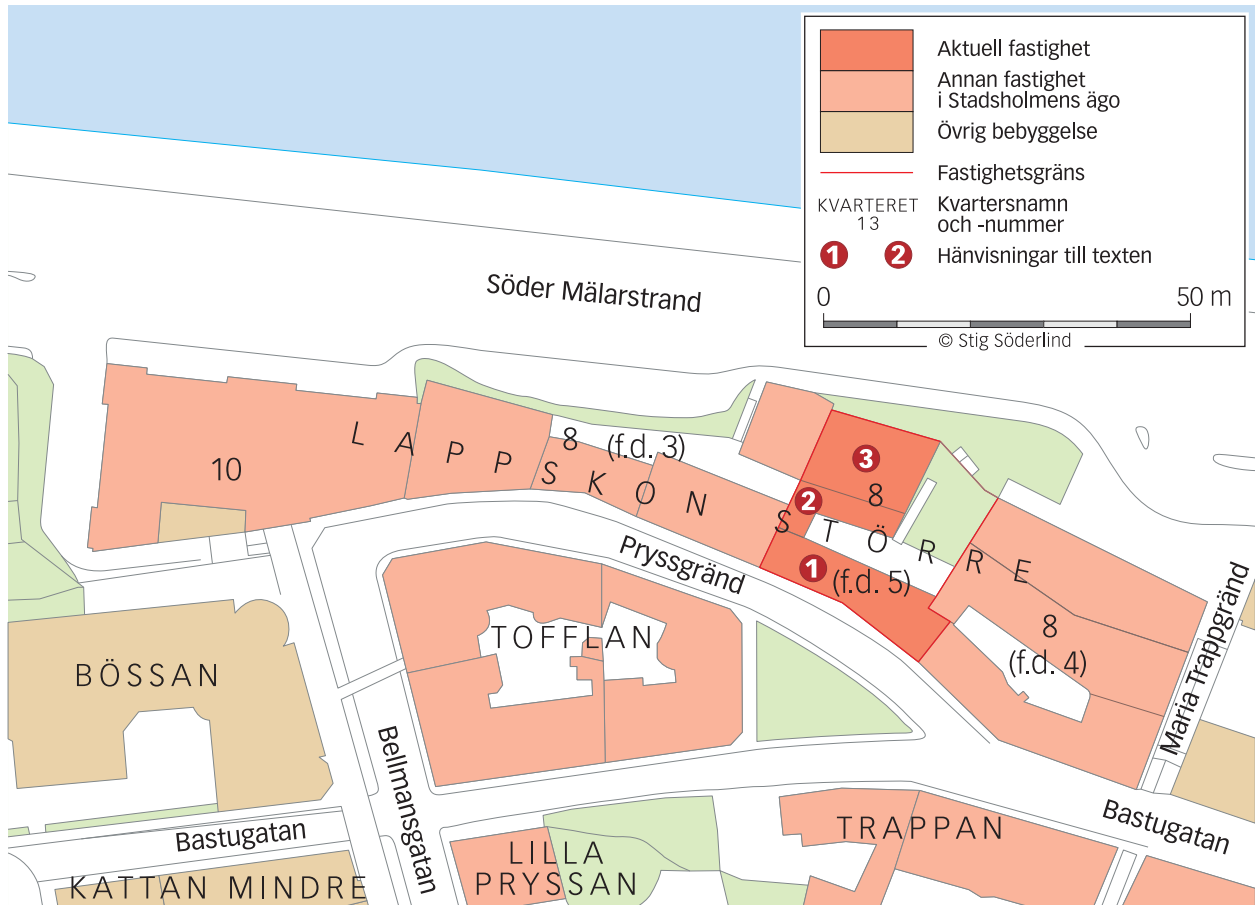 Aktuell fastighet
Annan fastighet
i Stadsholmens ägo
Övrig bebyggelse
Fastighetsgräns
KVARTERET
13
Kvartersnamn
och -nummer
1 2 Hänvisningar till texten
0 50 m
© Stig Söderlind
Söder Mälarstrand
LAPPSKON STÖRRE
10
8
(f.d. 3)
3
8
2
1
(f.d. 5)
8
(f.d. 4)
Pryssgränd
Maria Trappgränd
TOFFLAN
BÖSSAN
Bellmansgatan
Bastugatan
Bastugatan
TRAPPAN
LILLA
PRYSSAN
KATTAN MINDRE